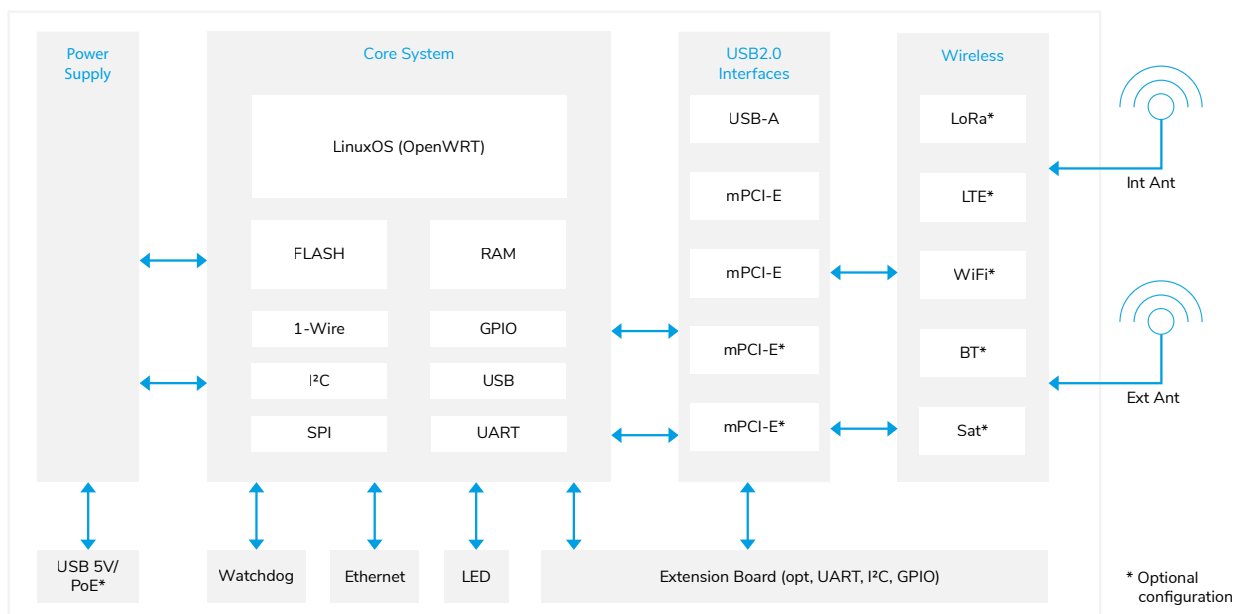 Power
Supply
Core System
LinuxOS (OpenWRT)
FLASH
RAM
1-Wire
GPIO
I²C
USB
SPI
UART
USB2.0
Interfaces
USB-A
mPCI-E
mPCI-E
mPCI-E*
mPCI-E*
Wireless
LoRa*
LTE*
WiFi*
BT*
Sat*
Int Ant
Ext Ant
USB 5V/
PoE*
Watchdog
Ethernet
LED
Extension Board (opt, UART, I²C, GPIO)
* Optional
configuration